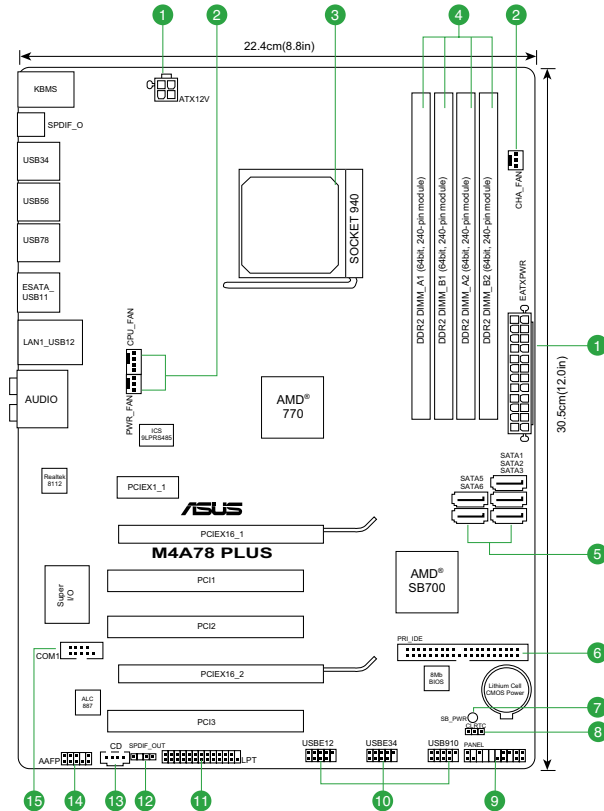 1
2
3
4
2
22.4cm(8.8in)
KBMS
ATX12V
SPDIF_O
USB34
USB56
USB78
ESATA_
USB11
LAN1_USB12
AUDIO
CPU_FAN
PWR_FAN
2
SOCKET 940
DDR2 DIMM_A1 (64bit, 240-pin module)
DDR2 DIMM_B1 (64bit, 240-pin module)
DDR2 DIMM_A2 (64bit, 240-pin module)
DDR2 DIMM_B2 (64bit, 240-pin module)
CHA_FAN
EATXPWR
1
30.5cm(12.0in)
AMD®
770
ICS
9LPRS485
Realtek
8112
PCIEX1_1
ASUS
PCIEX16_1
M4A78 PLUS
SATA1
SATA2
SATA3
SATA5
SATA6
5
AMD®
SB700
Super
I/O
PCI1
PCI2
PRI_IDE
6
15
COM1
PCIEX16_2
8Mb
BIOS
Lithium Cell
CMOS Power
ALC
887
PCI3
SB_PWR
7
CLRTC
8
AAFP
CD
SPDIF_OUT
LPT
USBE12
USBE34
USB910
PANEL
14
13
12
11
10
9